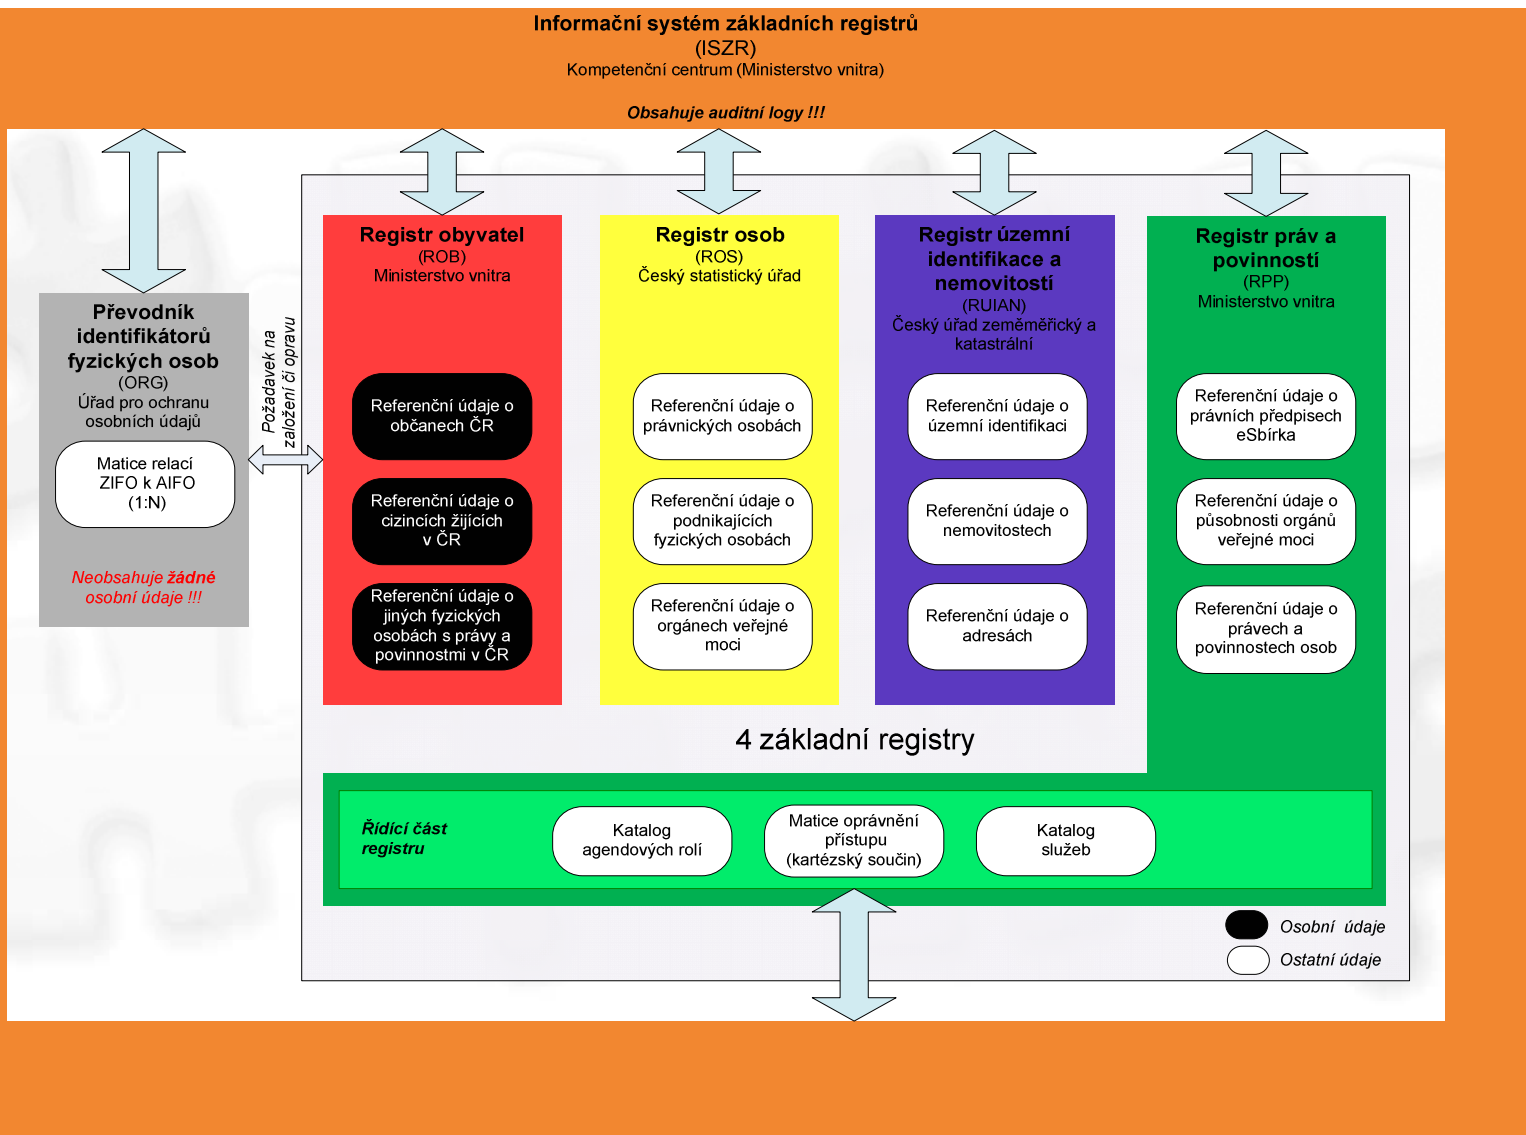 Informační systém základních registrů
(ISZR)
Kompetenční centrum (Ministerstvo vnitra)
Obsahuje auditní logy !!!
Převodník
identifikátorů
fyzických osob
(ORG)
Úřad pro ochranu
osobních údajů
Matice relací
ZIFO k AIFO
(1:N)
Neobsahuje žádné
osobní údaje !!!
Požadavek na
založení či opravu
Registr obyvatel
(ROB)
Ministerstvo vnitra
Referenční údaje o
občanech ČR
Referenční údaje o
cizincích žijících
v ČR
Referenční údaje o
jiných fyzických
osobách s právy a
povinnostmi v ČR
Registr osob
(ROS)
Český statistický úřad
Referenční údaje o
právnických osobách
Referenční údaje o
podnikajících
fyzických osobách
Referenční údaje o
orgánech veřejné
moci
Registr územní
identifikace a
nemovitostí
(RUIAN)
Český úřad zeměměřický a
katastrální
Referenční údaje o
územní identifikaci
Referenční údaje o
nemovitostech
Referenční údaje o
adresách
Registr práv a
povinností
(RPP)
Ministerstvo vnitra
Referenční údaje o
právních předpisech
eSbírka
Referenční údaje o
působnosti orgánů
veřejné moci
Referenční údaje o
právech a
povinnostech osob
4 základní registry
Řídící část
registru
Katalog
agendových rolí
Matice oprávnění
přístupu
(kartézský součin)
Katalog
služeb
Osobní údaje
Ostatní údaje